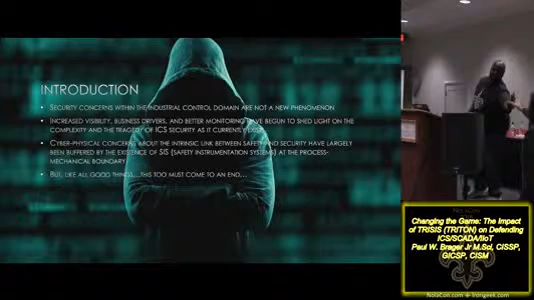 INTRODUCTION
• SECURITY CONCERNS WITHIN THE INDUSTRIAL CONTROL DOMAIN ARE NOT A NEW PHENOMENON
• INCREASED VISIBILITY, BUSINESS DRIVERS, AND BETTER MONITORING HAVE BEGUN TO SHED LIGHT ON THE
COMPLEXITY AND THE TRAGEDY OF ICS SECURITY AS IT CURRENTLY EXIST
• CYBER-PHYSICAL CONCERNS ABOUT THE INTRINSIC LINK BETWEEN SAFETY AND SECURITY HAVE LARGELY
BEEN BUFFERED BY THE EXISTENCE OF SIS (SAFETY INSTRUMENTATION SYSTEMS) AT THE PROCESS-
MECHANICAL BOUNDARY
• BUT, LIKE ALL GOOD THINGS…THIS TOO MUST COME TO AN END…
Changing the Game: The Impact
of TRISIS (TRITON) on Defending
ICS/SCADA/IIoT
Paul W. Brager Jr M.Sci, CISSP,
GICSP, CISM
NolaCon.com Irongeek.com